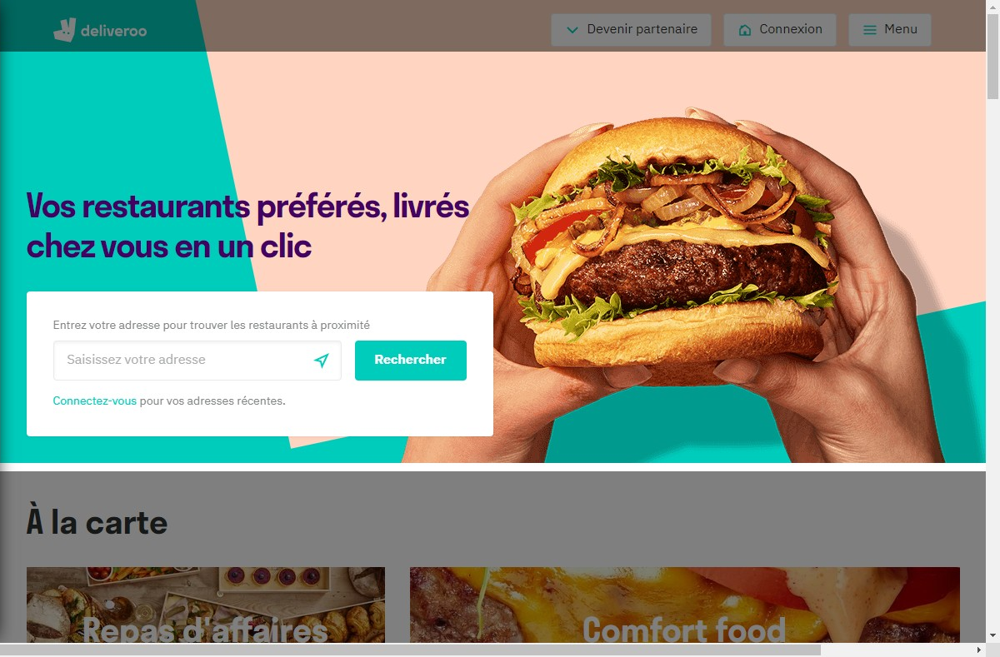 deliveroo
Devenir partenaire
Connexion
Menu
Vos restaurants préférés, livrés
chez vous en un clic
Entrez votre adresse pour trouver les restaurants à proximité
Saisissez votre adresse
Rechercher
Connectez-vous pour vos adresses récentes.
À la carte
Repas d'affaires
Comfort food